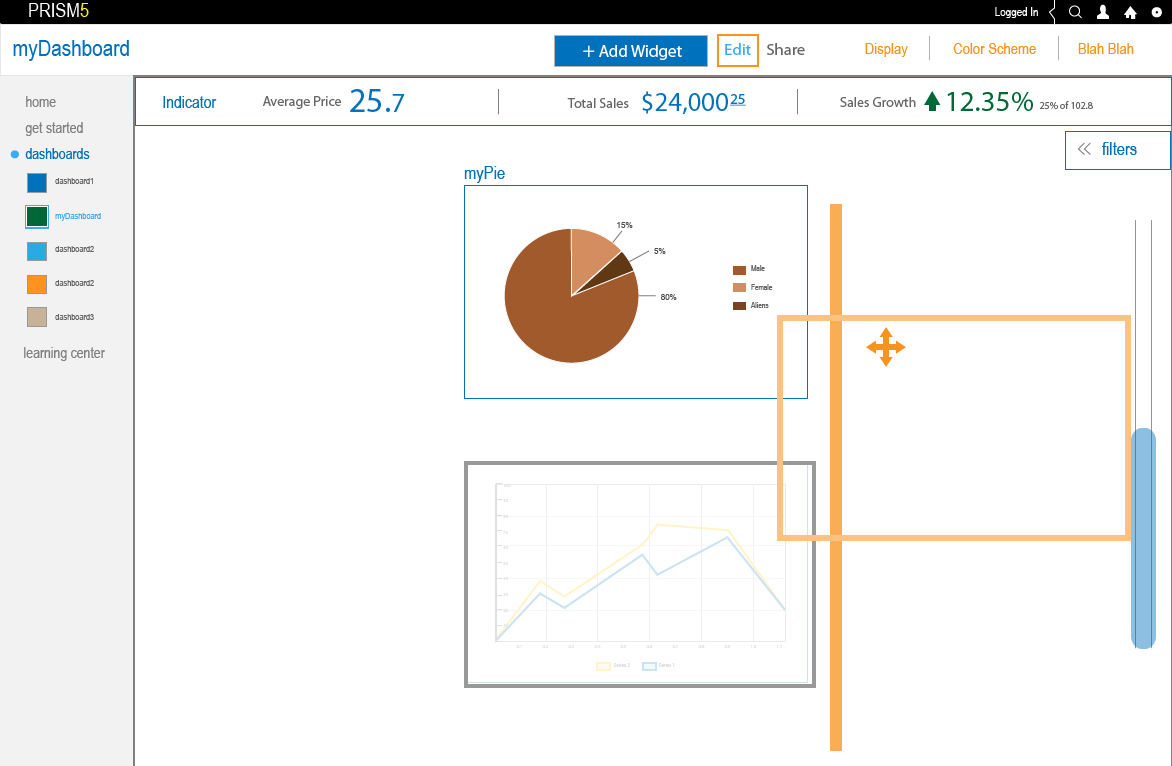 PRISM5
Logged In
myDashboard
+ Add Widget
Edit
Share
Display
Color Scheme
Blah Blah
home
get started
dashboards
dashboard1
myDashboard
dashboard2
dashboard2
dashboard3
learning center
Indicator
Average Price 25.7
Total Sales $24,000 25
Sales Growth 12.35% 25% of 102.8
filters
myPie
15%
5%
80%
Male
Female
Aliens
Series 2
Series 1